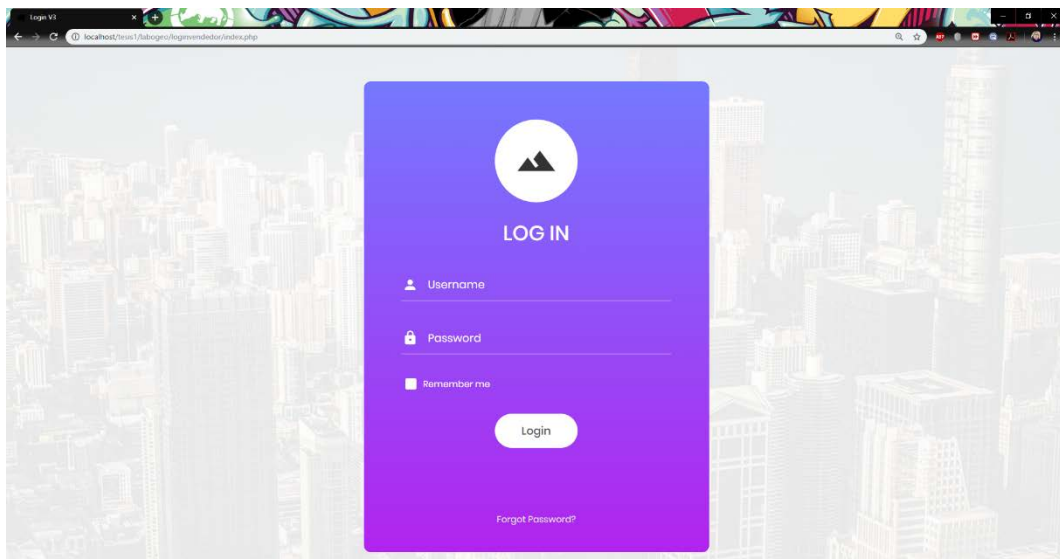 Login V3
localhost/tesis1/labogeo/loginvendedor/index.php
LOG IN
Username
Password
Remember me
Login
Forgot Password?